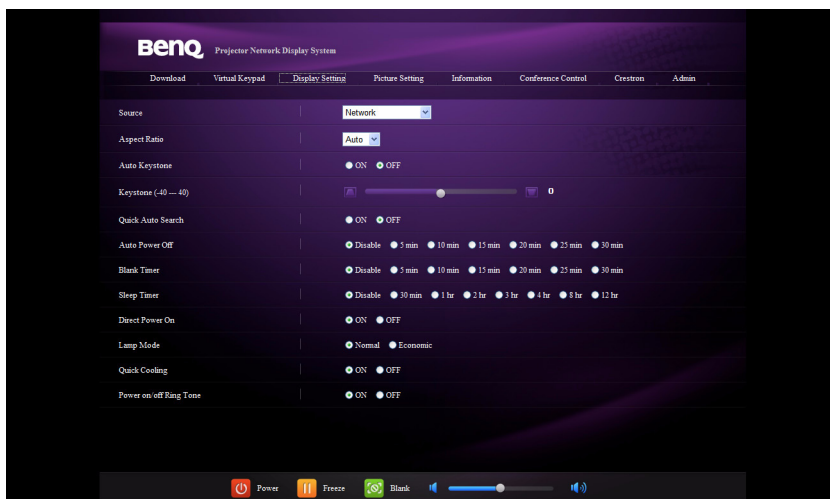 BenQ Projector Network Display System
Download Virtual Keypad Display Setting Picture Setting Information Conference Control Crestron Admin
Source Network
Aspect Ratio Auto
Auto Keystone ON OFF
Keystone (-40 --- 40) 0
Quick Auto Search ON OFF
Auto Power Off Disable 5 min 10 min 15 min 20 min 25 min 30 min
Blank Timer Disable 5 min 10 min 15 min 20 min 25 min 30 min
Sleep Timer Disable 30 min 1 hr 2 hr 3 hr 4 hr 8 hr 12 hr
Direct Power On ON OFF
Lamp Mode Normal Economic
Quick Cooling ON OFF
Power on/off Ring Tone ON OFF
Power Freeze Blank